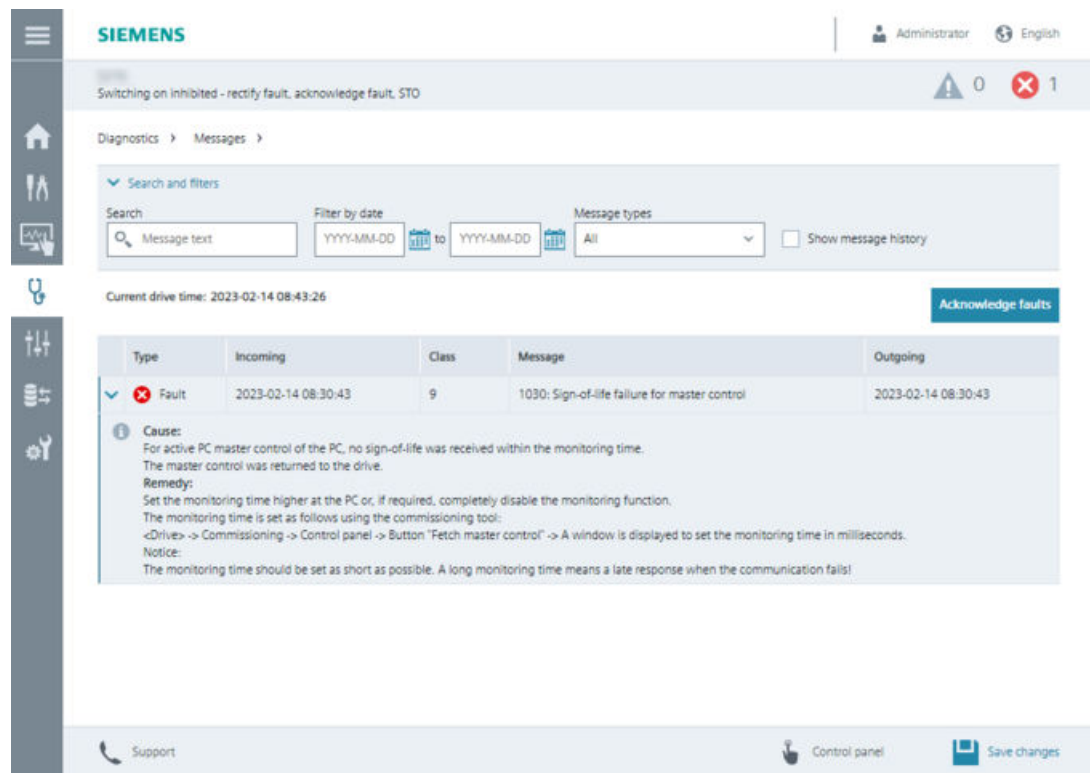 SIEMENS
Administrator
English
Switching on inhibited - rectify fault, acknowledge fault, STO
0
1
Diagnostics > Messages >
Search and filters
Search Filter by date Message types
Message text YYYY-MM-DD to YYYY-MM-DD All Show message history
Current drive time: 2023-02-14 08:43:26
Acknowledge faults
Type Incoming Class Message Outgoing
Fault 2023-02-14 08:30:43 9 1030: Sign-of-life failure for master control 2023-02-14 08:30:43
Cause:
For active PC master control of the PC, no sign-of-life was received within the monitoring time.
The master control was returned to the drive.
Remedy:
Set the monitoring time higher at the PC or, if required, completely disable the monitoring function.
The monitoring time is set as follows using the commissioning tool:
<Drive> -> Commissioning -> Control panel -> Button "Fetch master control" -> A window is displayed to set the monitoring time in milliseconds.
Notice:
The monitoring time should be set as short as possible. A long monitoring time means a late response when the communication fails!
Support
Control panel
Save changes